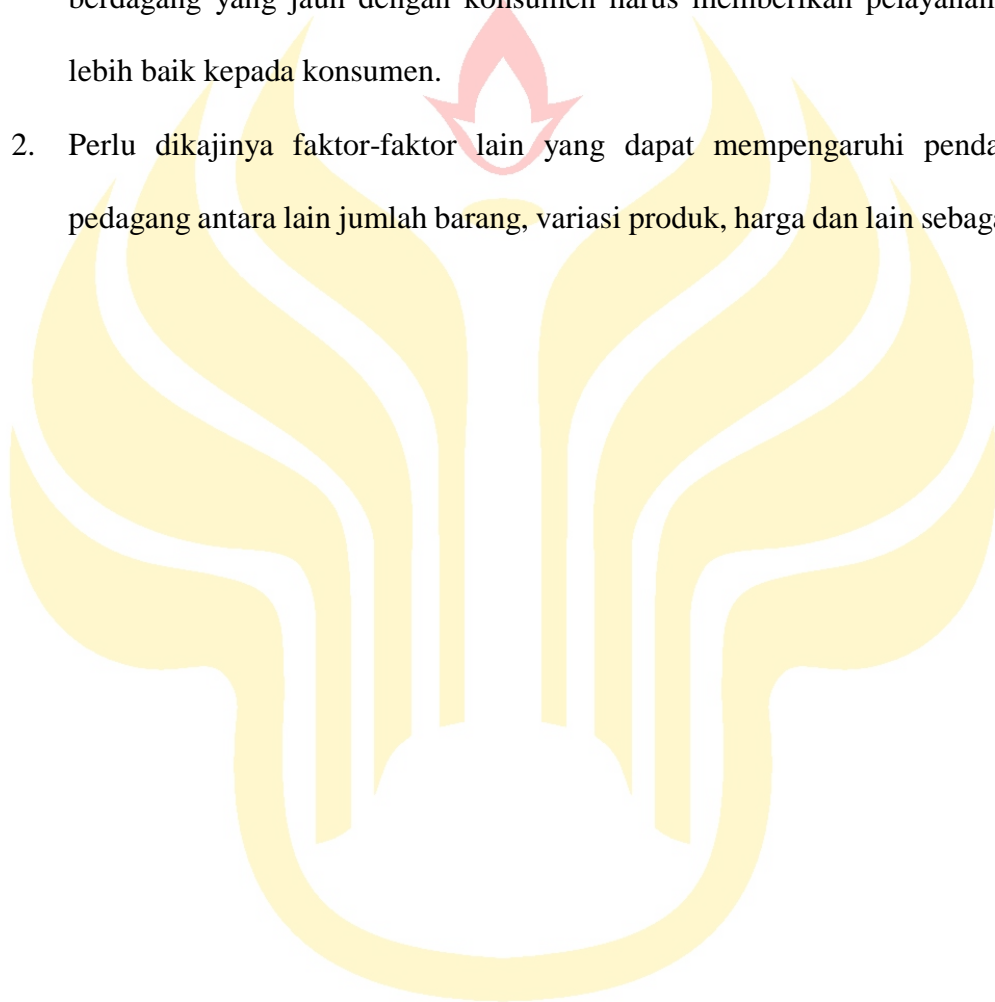 berdagang yang jauh dengan konsumen harus memberikan pelayanan
lebih baik kepada konsumen.
2. Perlu dikajinya faktor-faktor lain yang dapat mempengaruhi penda
pedagang antara lain jumlah barang, variasi produk, harga dan lain sebaga